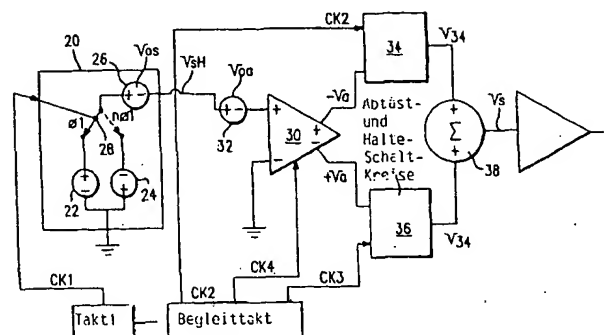 20
26
Vos
VsH
Voa
CK2
34
V34
ø1
28
nø1
22
24
32
30
-Va
+Va
Abtüst-
und
Halte-
Schalt-
Kreise
36
Σ
38
Vs
V34
CK1
CK2
CK4
CK3
Takt1
Begleittakt